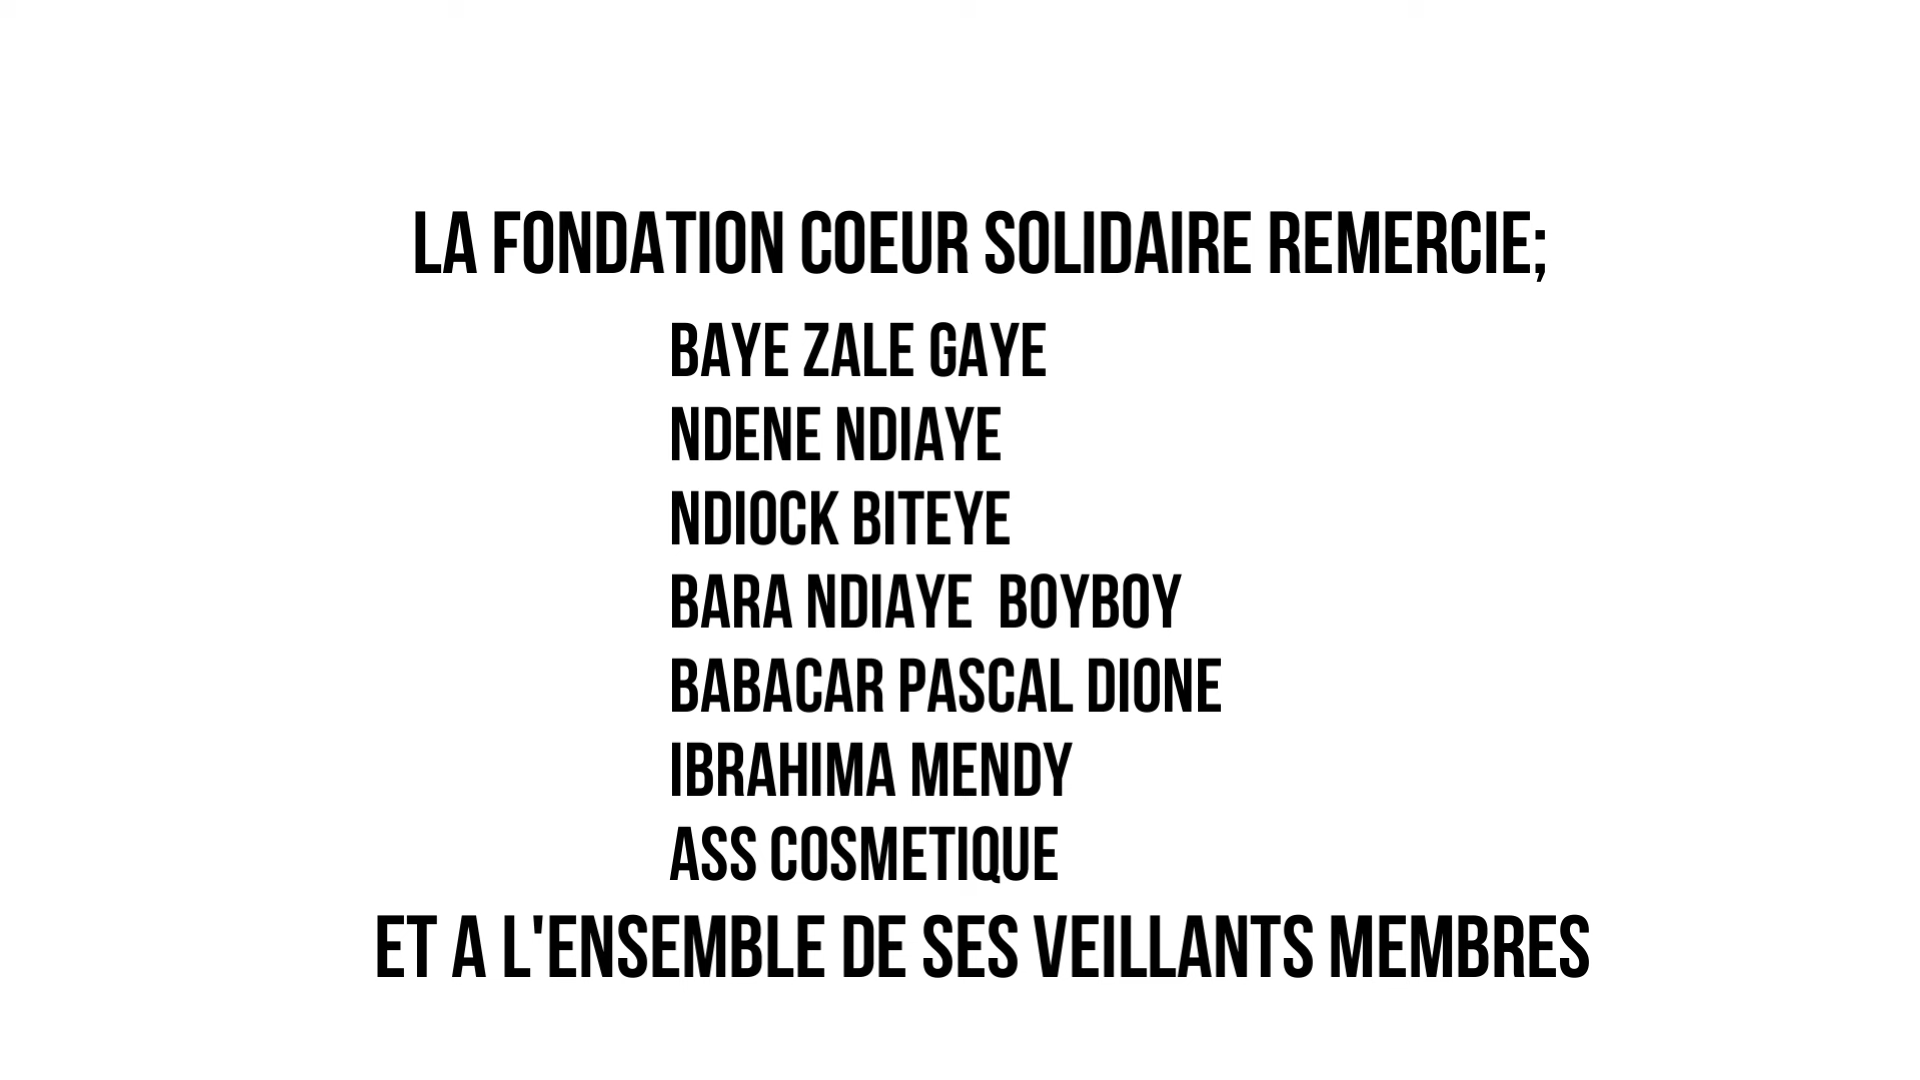 LA FONDATION COEUR SOLIDAIRE REMERCIE;
BAYE ZALE GAYE
NDENE NDIAYE
NDIOCK BITEYE
BARA NDIAYE  BOYBOY
BABACAR PASCAL DIONE
IBRAHIMA MENDY
ASS COSMETIQUE
ET A L'ENSEMBLE DE SES VEILLANTS MEMBRES